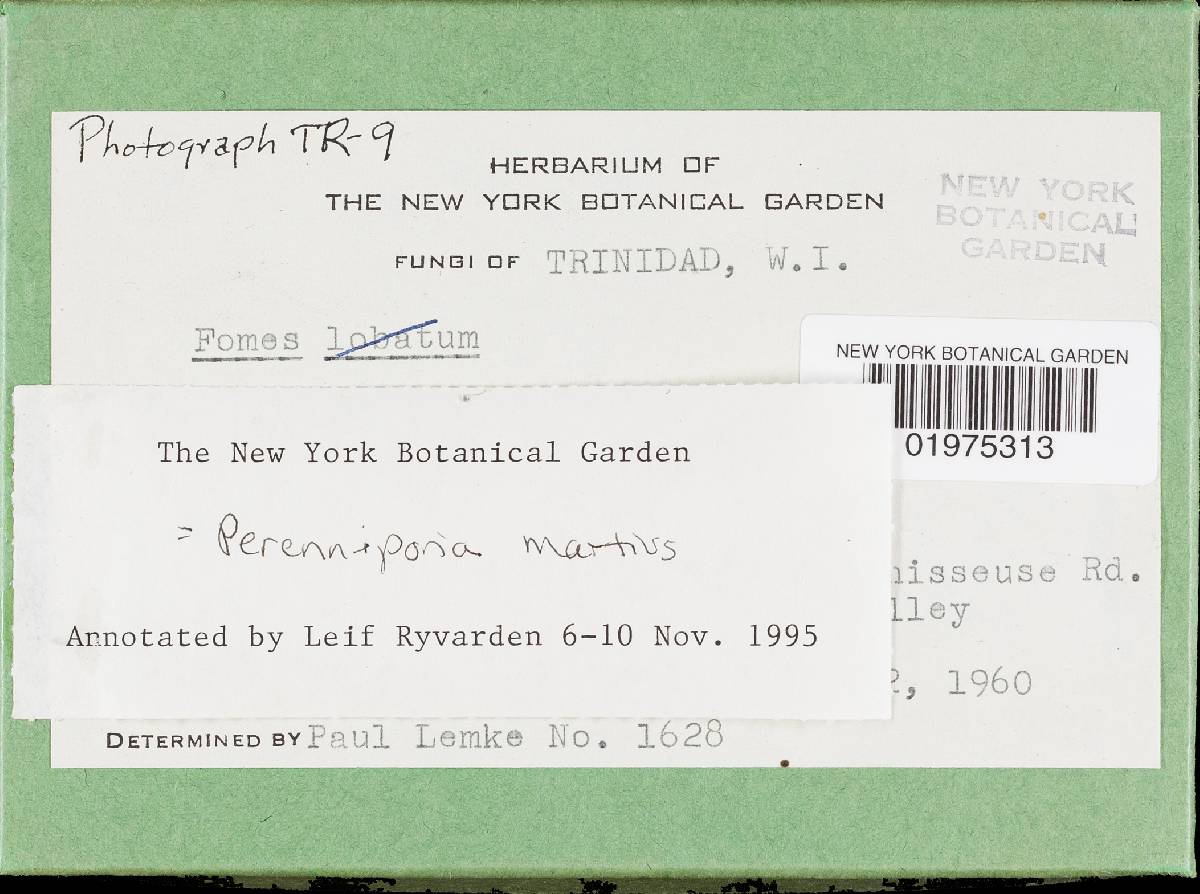 Photograph TR-9
HERBARIUM OF
THE NEW YORK BOTANICAL GARDEN
NEW YORK
BOTANICAL
GARDEN
FUNGI OF TRINIDAD, W.I.
Fomes lobatum
NEW YORK BOTANICAL GARDEN
01975313
The New York Botanical Garden
= Perenniporia martius
Annotated by Leif Ryvarden 6-10 Nov. 1995
Rd.
1960
DETERMINED BY Paul Lemke No. 1628